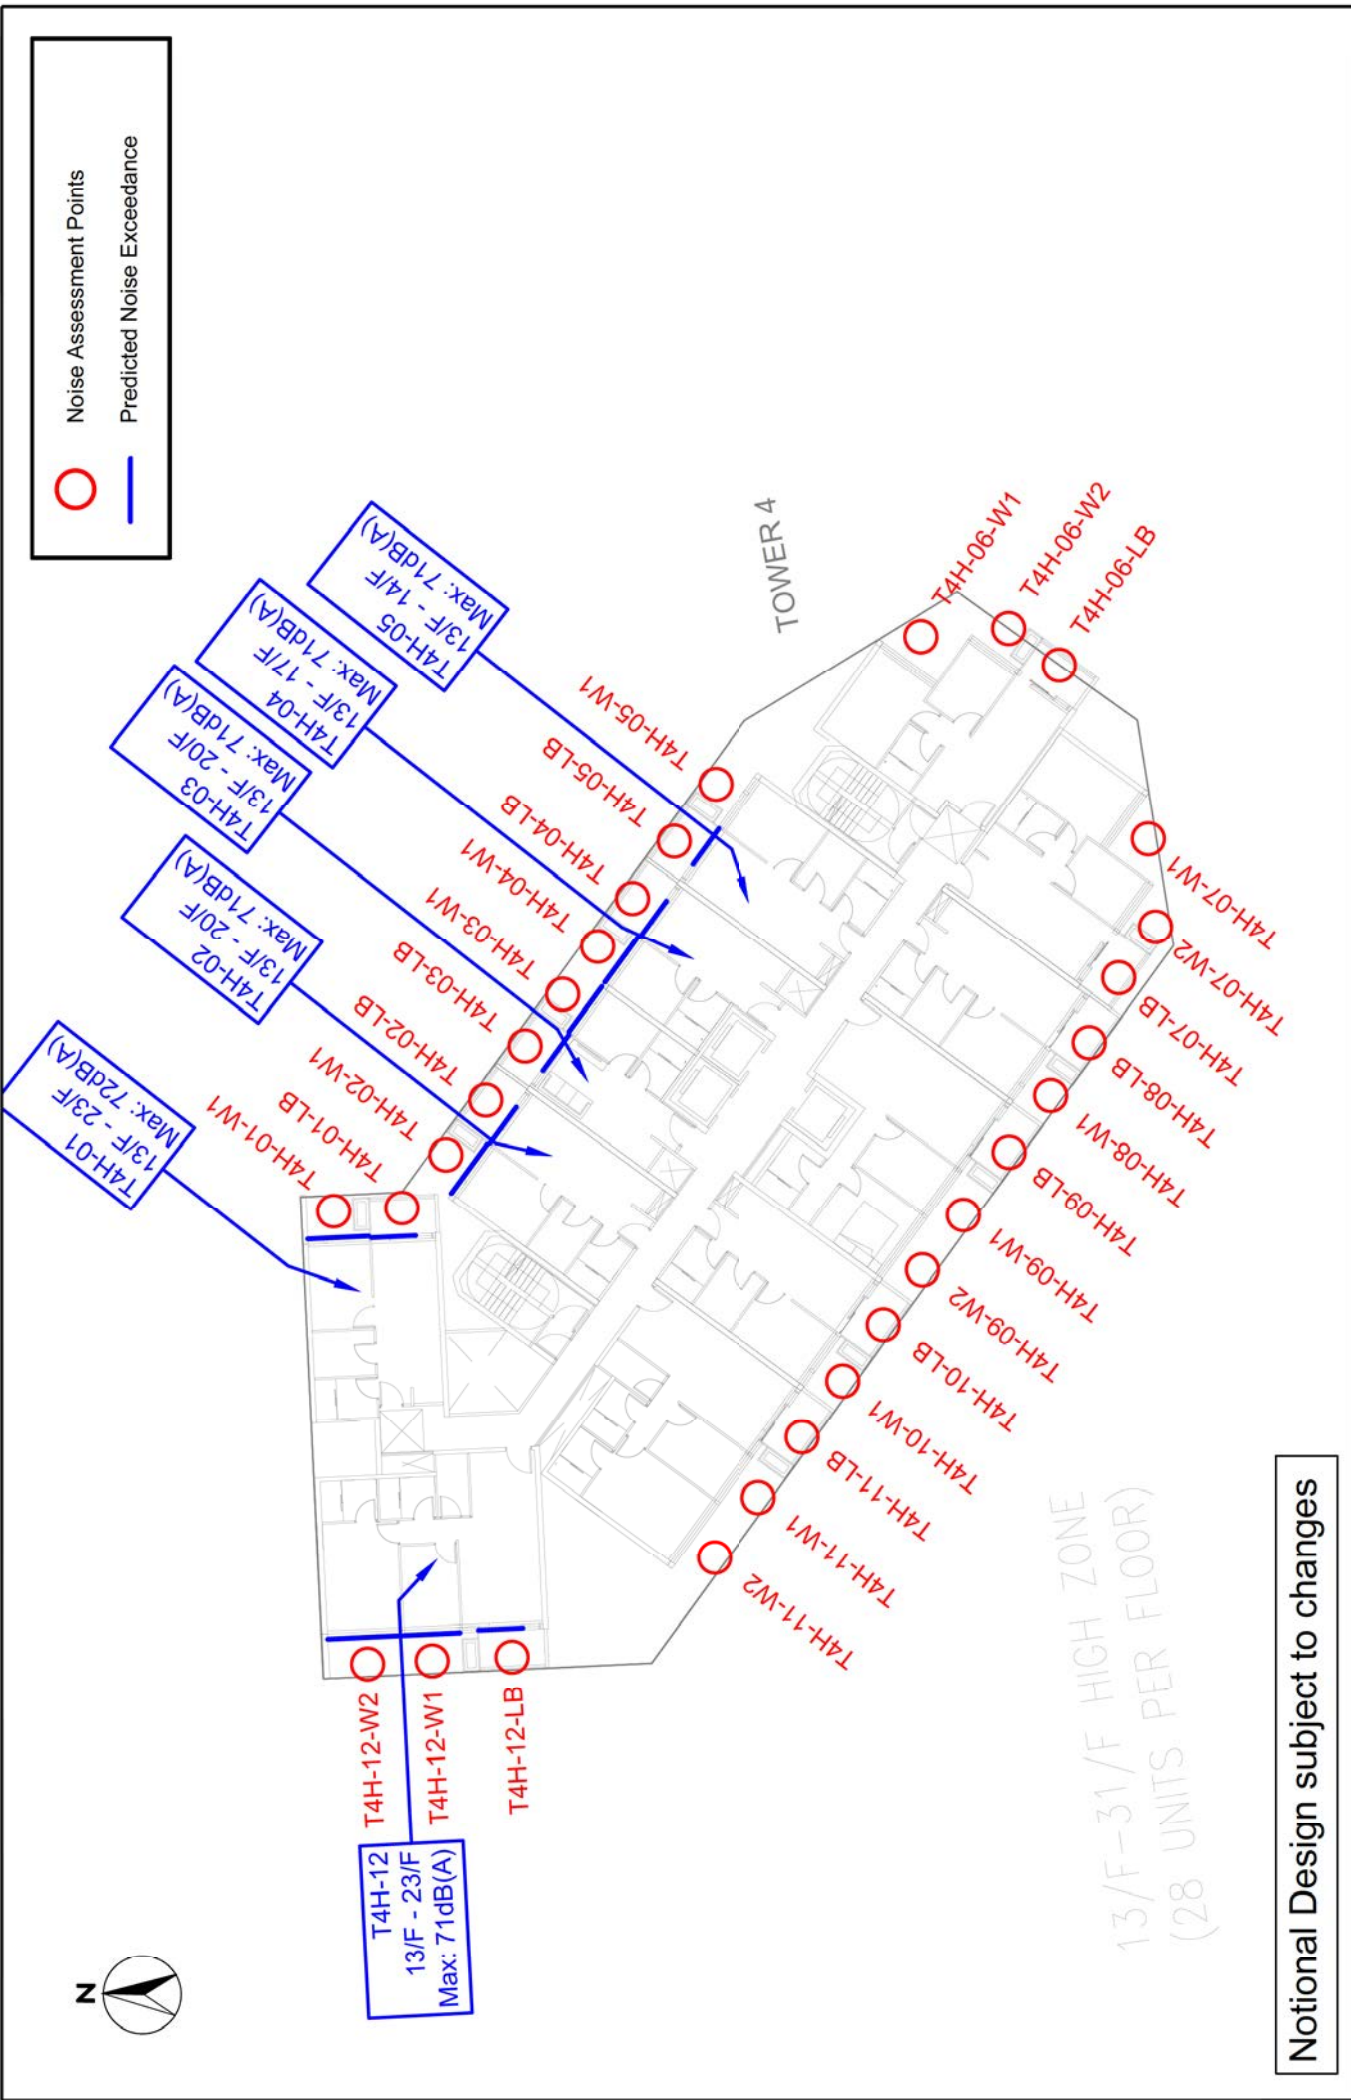 Noise Assessment Points
Predicted Noise Exceedance
N
T4H-01
13/F - 23/F
Max: 72dB(A)
T4H-02
13/F - 20/F
Max: 71dB(A)
T4H-03
13/F - 20/F
Max: 71dB(A)
T4H-04
13/F - 17/F
Max: 71dB(A)
T4H-05
13/F - 14/F
Max: 71dB(A)
T4H-12
13/F - 23/F
Max: 71dB(A)
T4H-01-W1
T4H-01-LB
T4H-02-W1
T4H-02-LB
T4H-03-LB
T4H-03-W1
T4H-04-W1
T4H-04-LB
T4H-05-LB
T4H-05-W1
TOWER 4
T4H-06-W1
T4H-06-W2
T4H-06-LB
T4H-07-W1
T4H-07-W2
T4H-07-LB
T4H-08-LB
T4H-08-W1
T4H-09-LB
T4H-09-W1
T4H-09-W2
T4H-10-LB
T4H-10-W1
T4H-11-LB
T4H-11-W1
T4H-11-W2
T4H-12-W2
T4H-12-W1
T4H-12-LB
13/F-31/F HIGH ZONE
(28 UNITS PER FLOOR)
Notional Design subject to changes